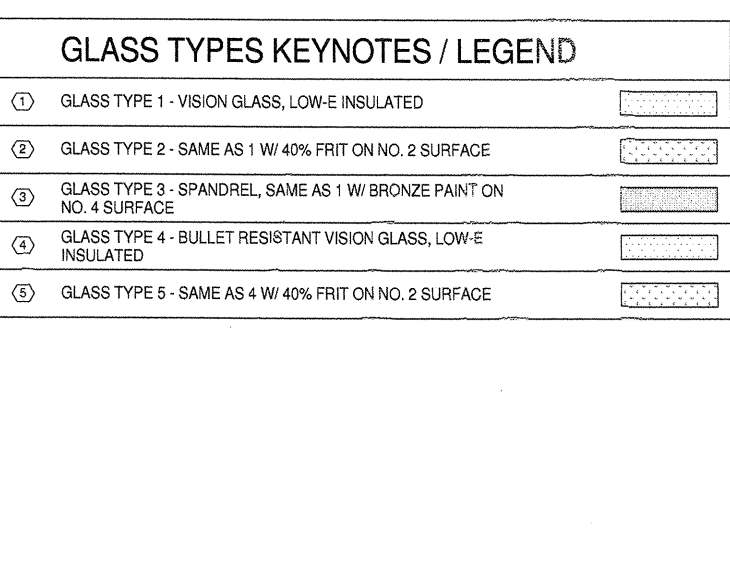 GLASS TYPES KEYNOTES / LEGEND
1 GLASS TYPE 1 - VISION GLASS, LOW-E INSULATED
2 GLASS TYPE 2 - SAME AS 1 W/ 40% FRIT ON NO. 2 SURFACE
3 GLASS TYPE 3 - SPANDREL, SAME AS 1 W/ BRONZE PAINT ON
NO. 4 SURFACE
4 GLASS TYPE 4 - BULLET RESISTANT VISION GLASS, LOW-E
INSULATED
5 GLASS TYPE 5 - SAME AS 4 W/ 40% FRIT ON NO. 2 SURFACE